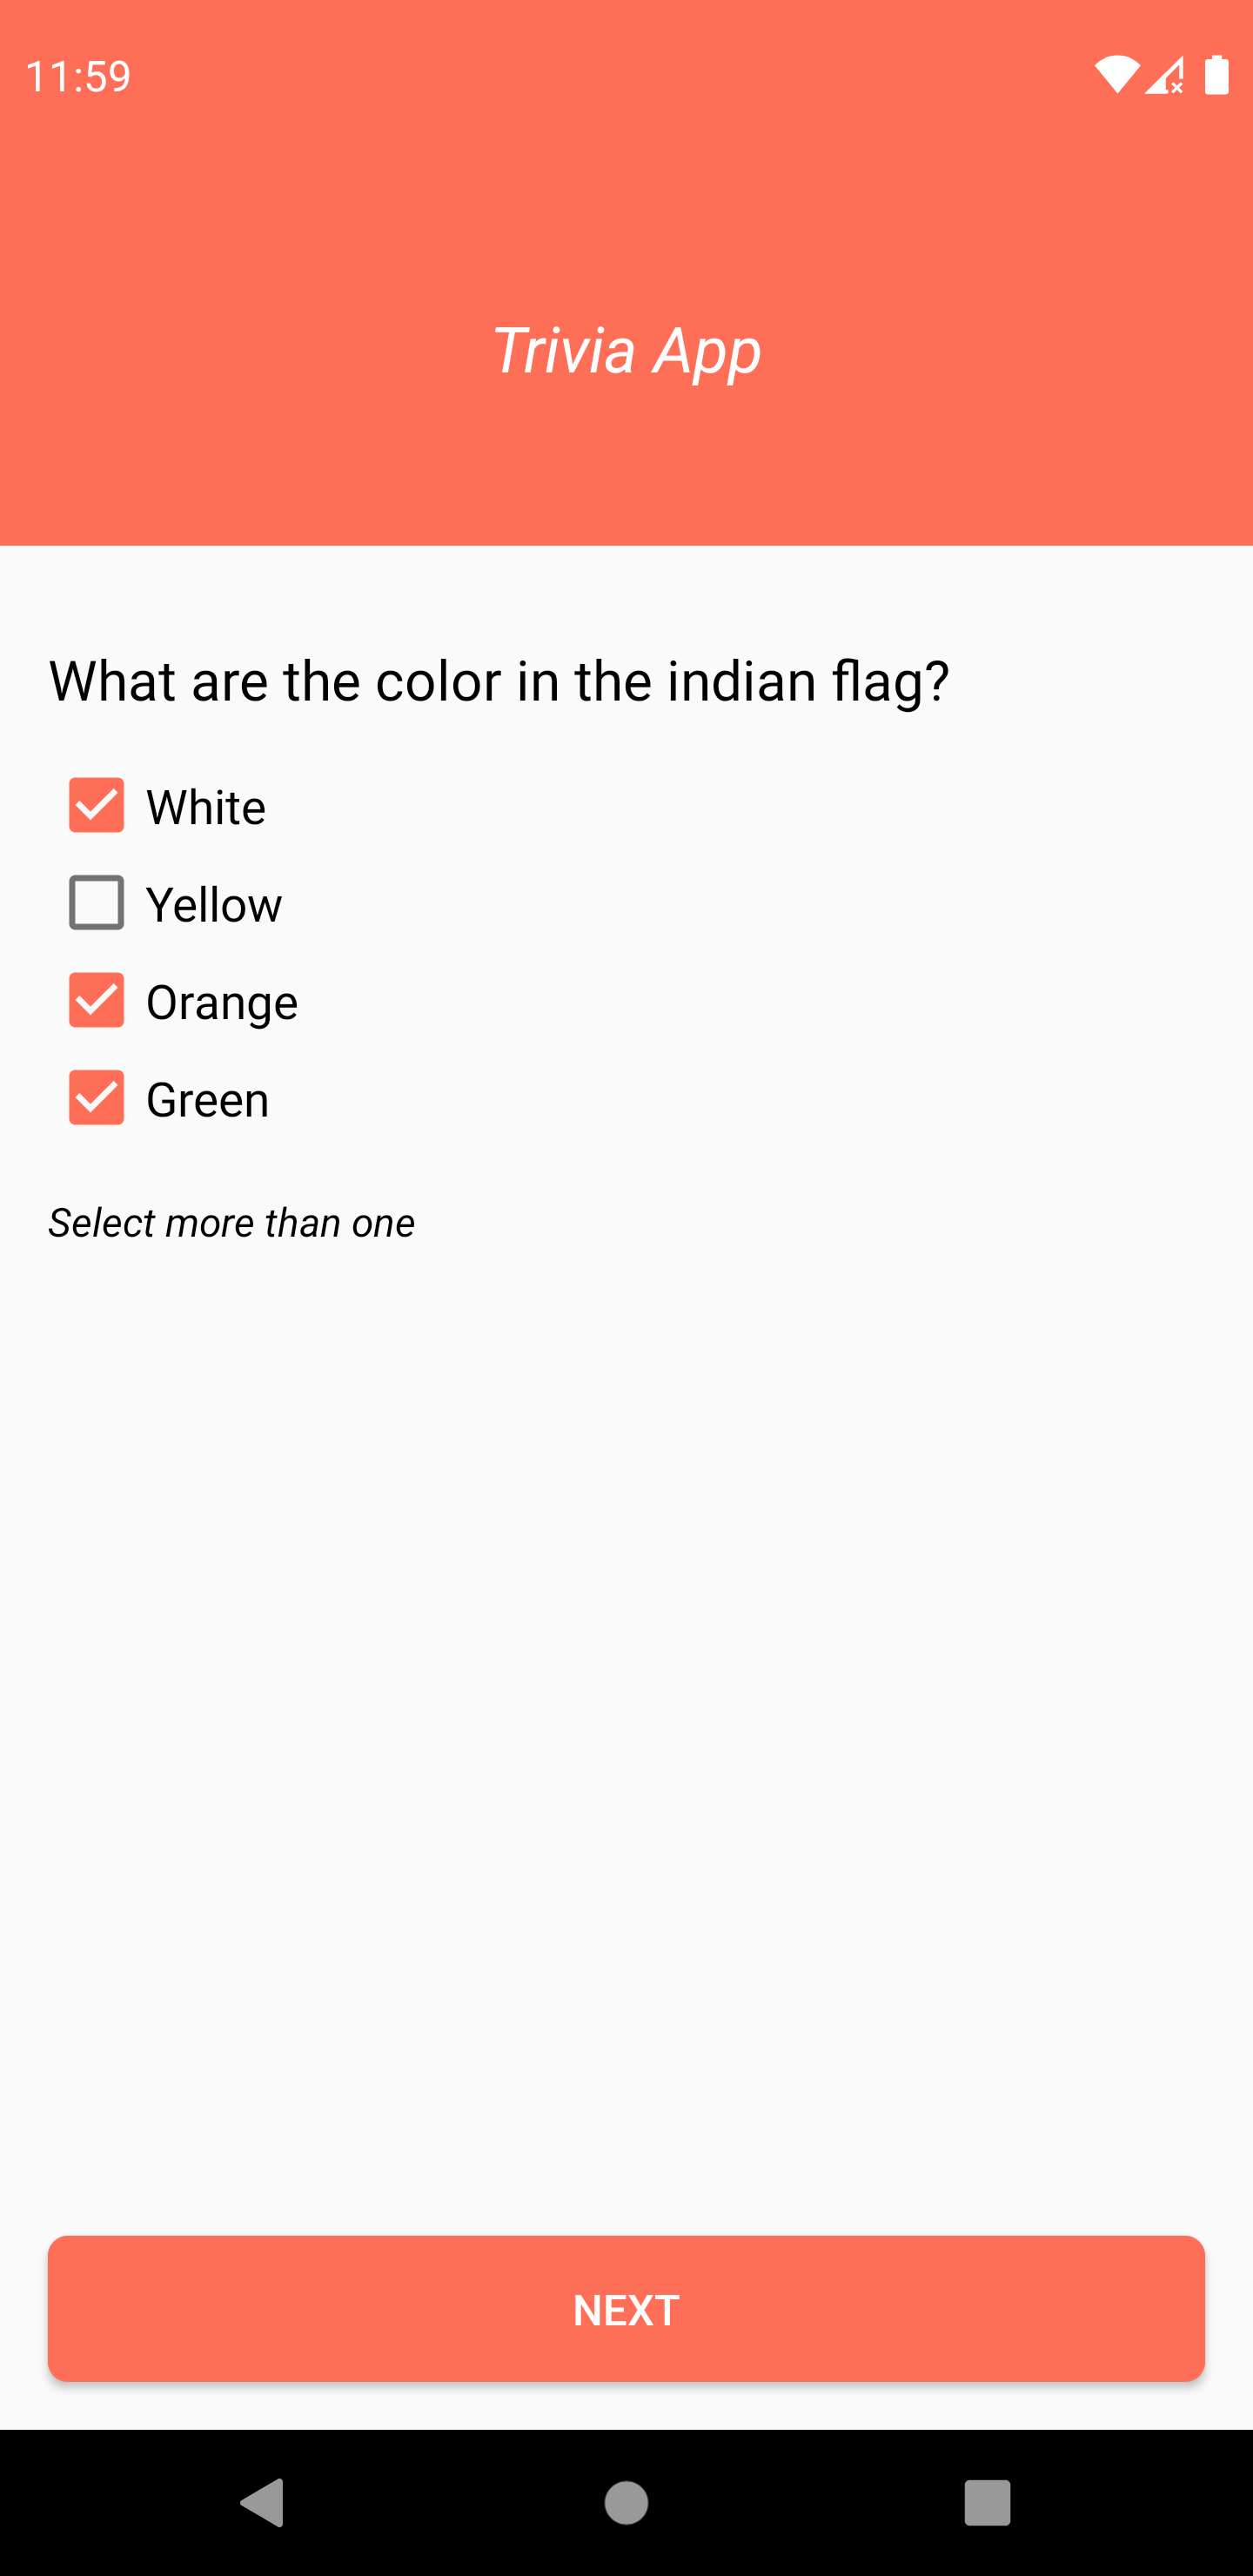 11:59
Trivia App
What are the color in the indian flag?
White
Yellow
Orange
Green
Select more than one
NEXT